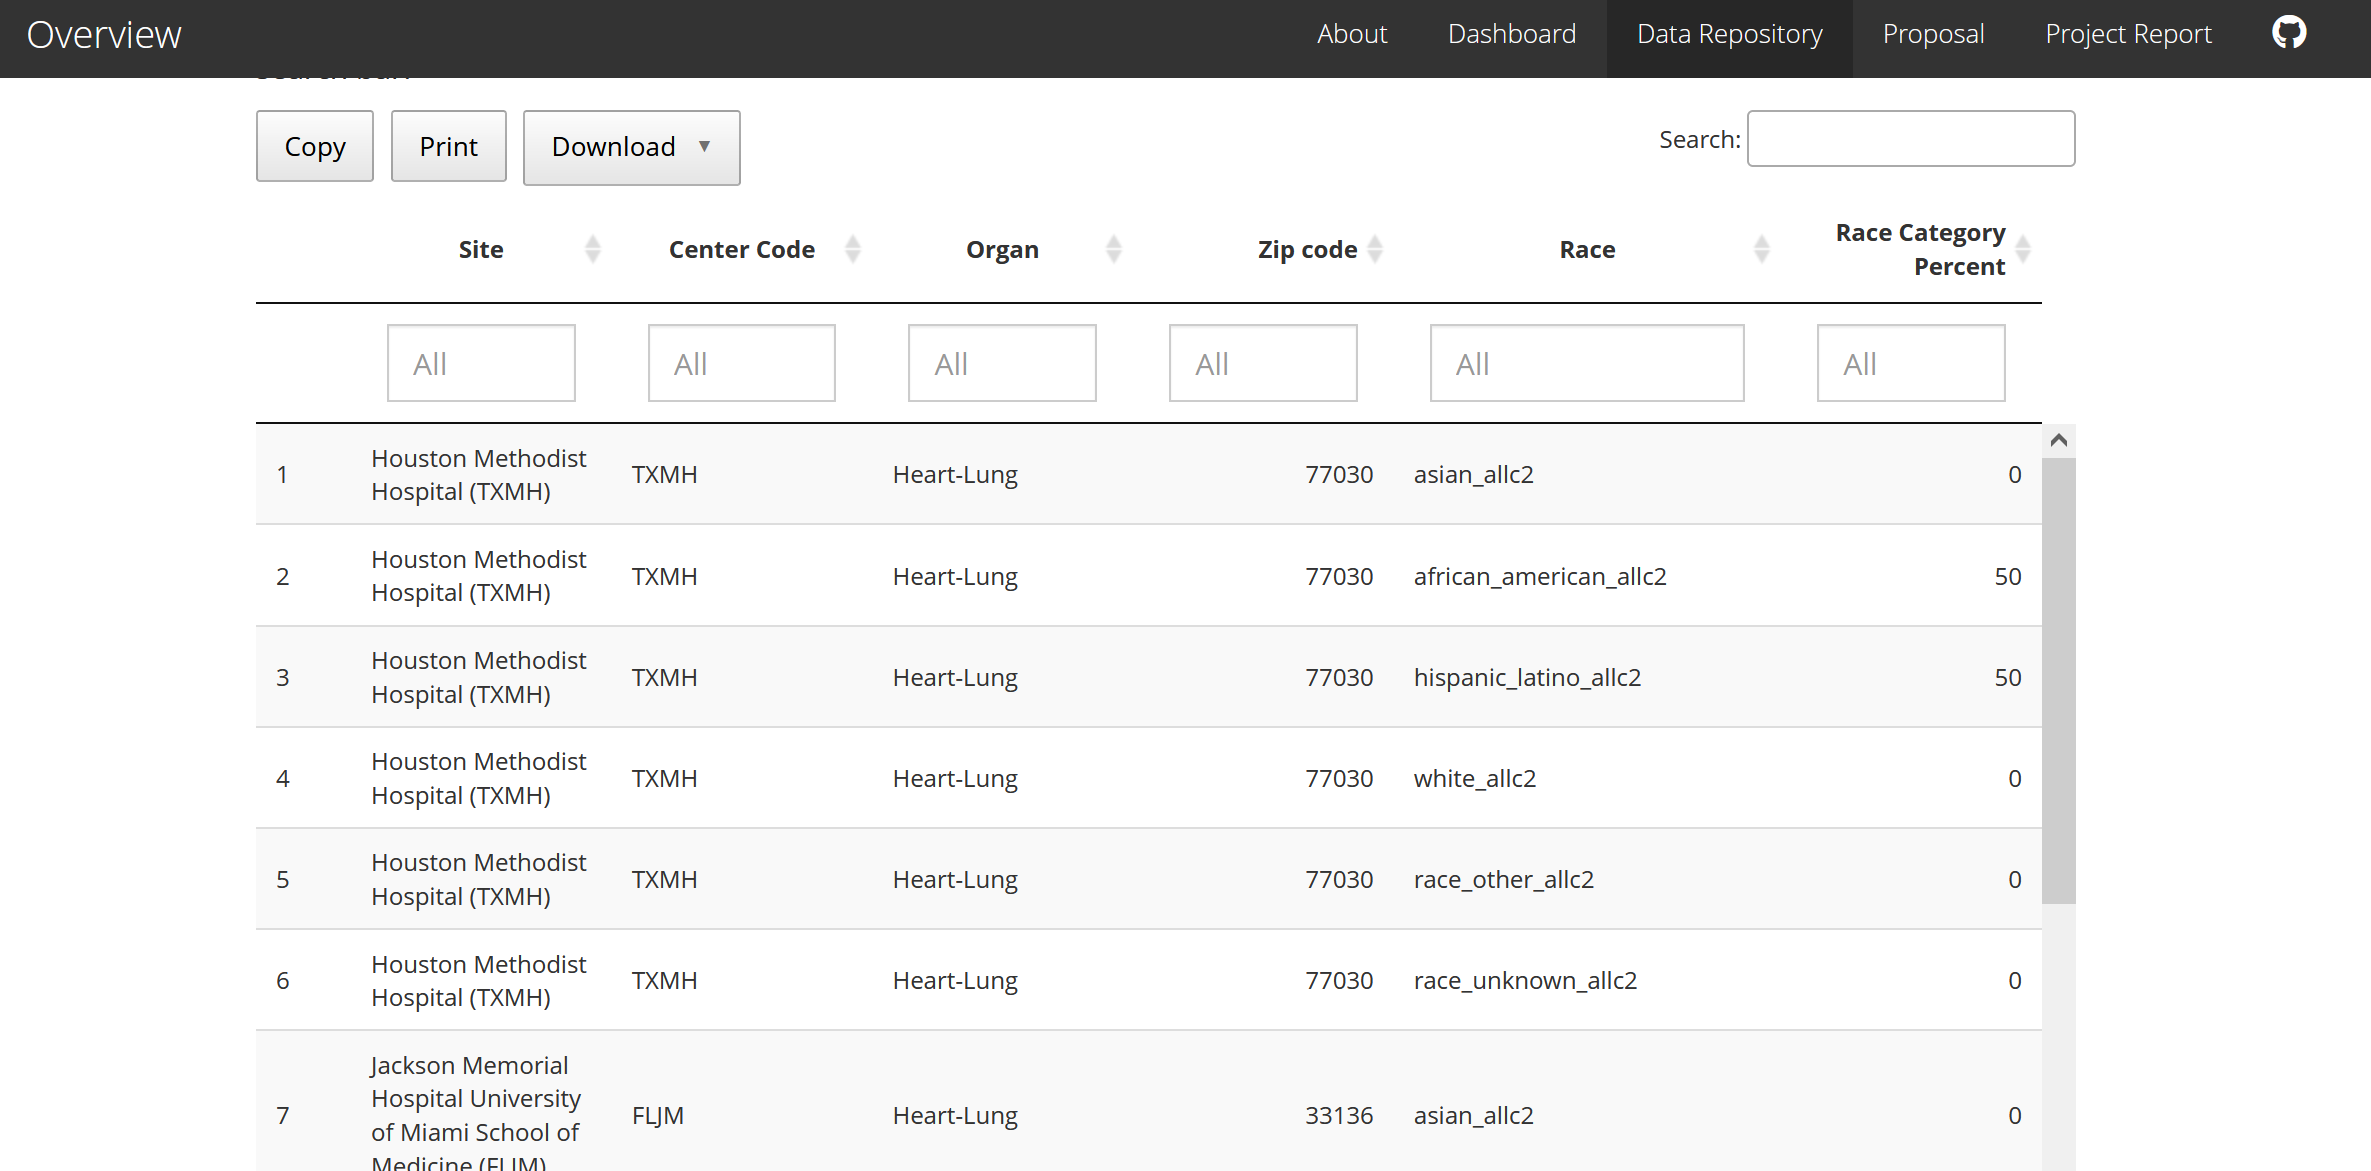 Overview
About Dashboard Data Repository Proposal Project Report
Copy Print Download ▼
Search:
Site Center Code Organ Zip code Race Race Category Percent
All All All All All All
1 Houston Methodist Hospital (TXMH) TXMH Heart-Lung 77030 asian_allc2 0
2 Houston Methodist Hospital (TXMH) TXMH Heart-Lung 77030 african_american_allc2 50
3 Houston Methodist Hospital (TXMH) TXMH Heart-Lung 77030 hispanic_latino_allc2 50
4 Houston Methodist Hospital (TXMH) TXMH Heart-Lung 77030 white_allc2 0
5 Houston Methodist Hospital (TXMH) TXMH Heart-Lung 77030 race_other_allc2 0
6 Houston Methodist Hospital (TXMH) TXMH Heart-Lung 77030 race_unknown_allc2 0
7 Jackson Memorial Hospital University of Miami School of Medicine (FLJM) FLJM Heart-Lung 33136 asian_allc2 0